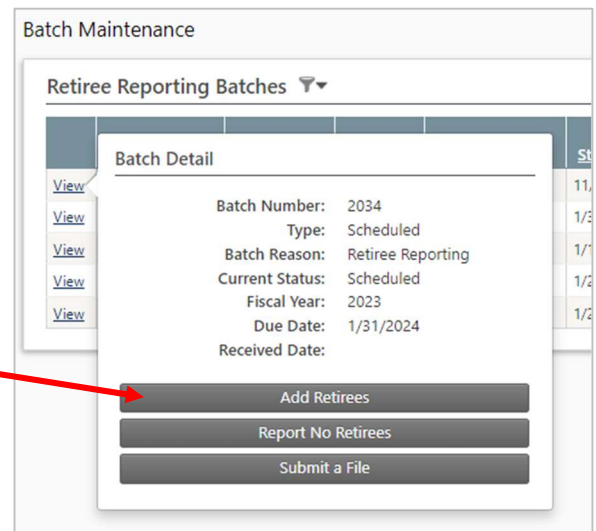 Batch Maintenance
Retiree Reporting Batches
Batch Detail
View
View
View
View
View
Batch Number: 2034
Type: Scheduled
Batch Reason: Retiree Reporting
Current Status: Scheduled
Fiscal Year: 2023
Due Date: 1/31/2024
Received Date:
Add Retirees
Report No Retirees
Submit a File